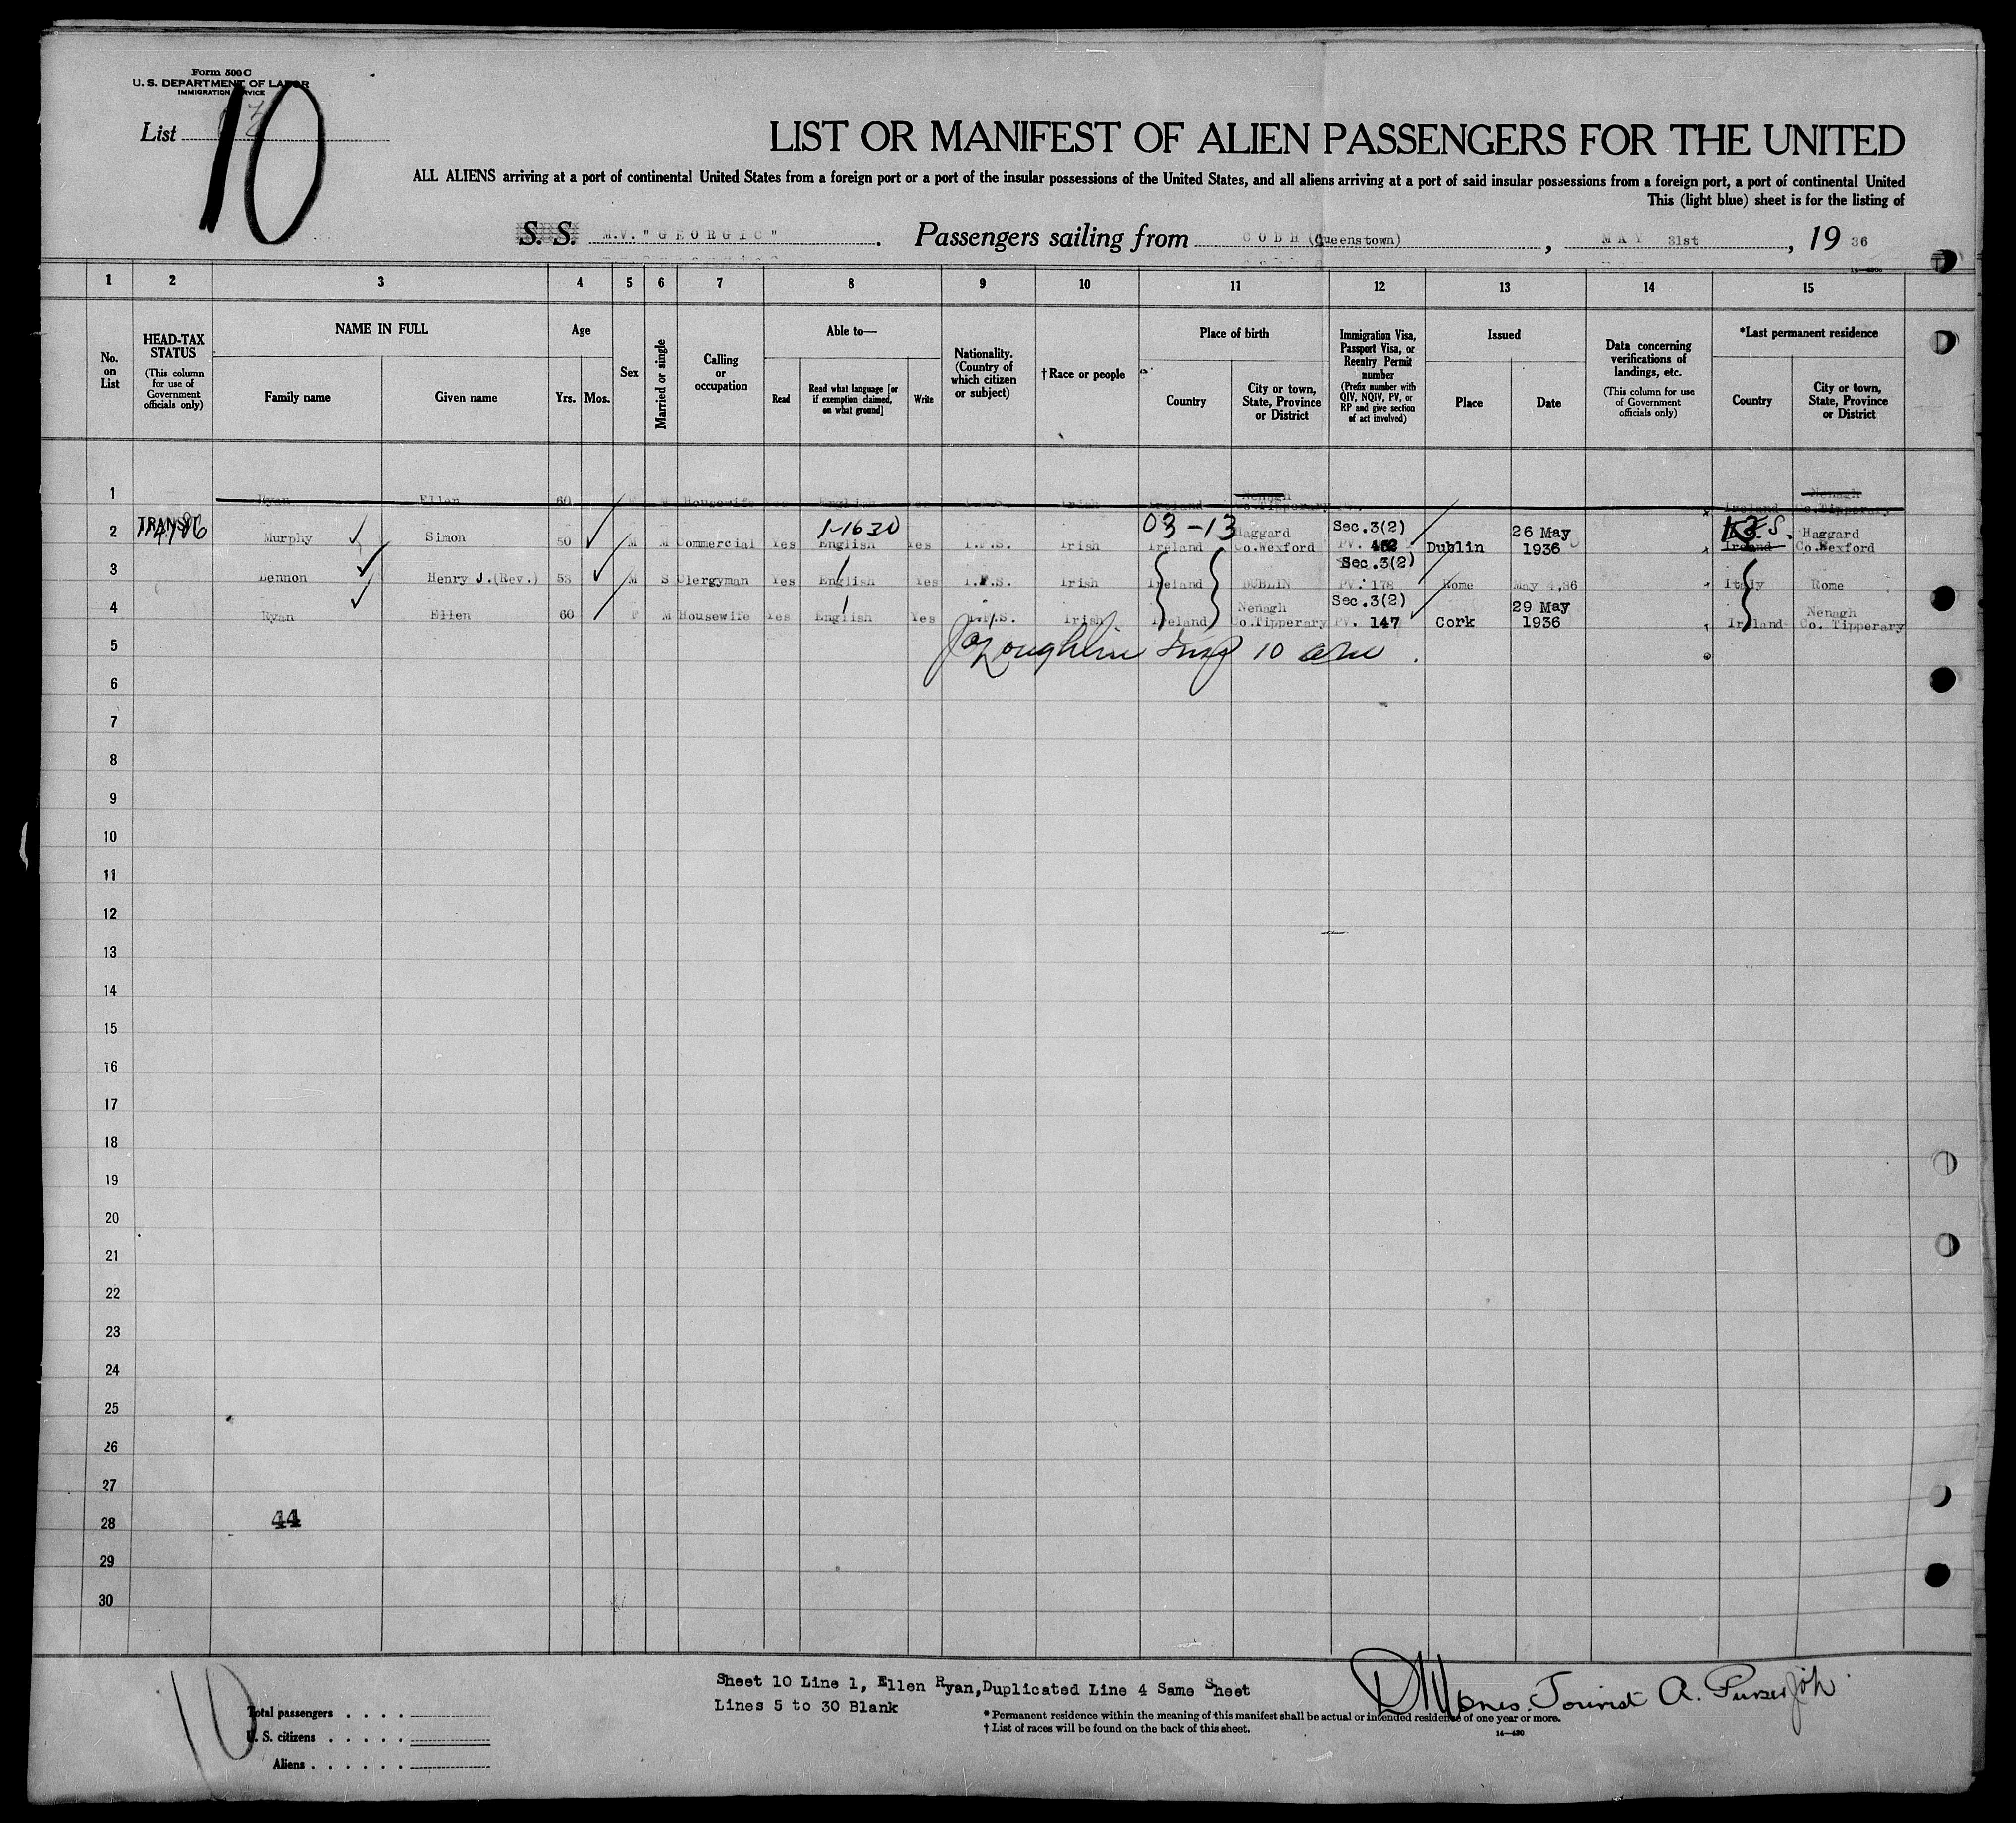 Form 500 C
U. S. DEPARTMENT OF LABOR
IMMIGRATION SERVICE
List 10
LIST OR MANIFEST OF ALIEN PASSENGERS FOR THE UNITED
ALL ALIENS arriving at a port of continental United States from a foreign port or a port of the insular possessions of the United States, and all aliens arriving at a port of said insular possessions from a foreign port, a port of continental United
This (light blue) sheet is for the listing of
S. S. M.V. "GEORGIC". Passengers sailing from COBH (Queenstown), MAY 31st, 19 36
1 2 3 4 5 6 7 8 9 10 11 12 13 14 15
No. on List
HEAD-TAX STATUS (This column for use of Government officials only)
NAME IN FULL Family name Given name
Age Yrs. Mos.
Sex
Married or single
Calling or occupation
Able to— Read Read what language [or if exemption claimed, on what ground] Write
Nationality. (Country of which citizen or subject)
† Race or people
Place of birth Country City or town, State, Province or District
Immigration Visa, Passport Visa, or Reentry Permit number (Prefix number with QIV, NQIV, PV, or RP and give section of act involved)
Issued Place Date
Data concerning verifications of landings, etc. (This column for use of Government officials only)
*Last permanent residence Country City or town, State, Province or District
1 Ryan Ellen 60 F M Housewife Yes English Yes I.F.S. Irish Ireland Nenagh Co.Tipperary PV. Ireland Nenagh Co.Tipperary
2 TRANSIT Murphy Simon 50 M M Commercial Yes English 1-1630 Yes I.F.S. Irish 03-13 Ireland Haggard Co.Wexford Sec.3(2) PV. Dublin 26 May 1936 Ireland Haggard Co.Wexford
3 Lennon Henry J.(Rev.) 53 M S Clergyman Yes English Yes I.F.S. Irish Ireland DUBLIN Sec.3(2) PV. 178 Rome May 4,36 Italy Rome
4 Ryan Ellen 60 F M Housewife Yes English Yes I.F.S. Irish Ireland Nenagh Co.Tipperary Sec.3(2) PV. 147 Cork 29 May 1936 Ireland Nenagh Co. Tipperary
5 J O'Loughlin Insp 10 am
6
7
8
9
10
11
12
13
14
15
16
17
18
19
20
21
22
23
24
25
26
27
28 44
29
30
Sheet 10 Line 1, Ellen Ryan,Duplicated Line 4 Same Sheet
Lines 5 to 30 Blank
Tourist A. Purser
10
Total passengers . . . .
U. S. citizens . . . . .
Aliens . . . . . .
* Permanent residence within the meaning of this manifest shall be actual or intended residence of one year or more.
† List of races will be found on the back of this sheet.
14—430